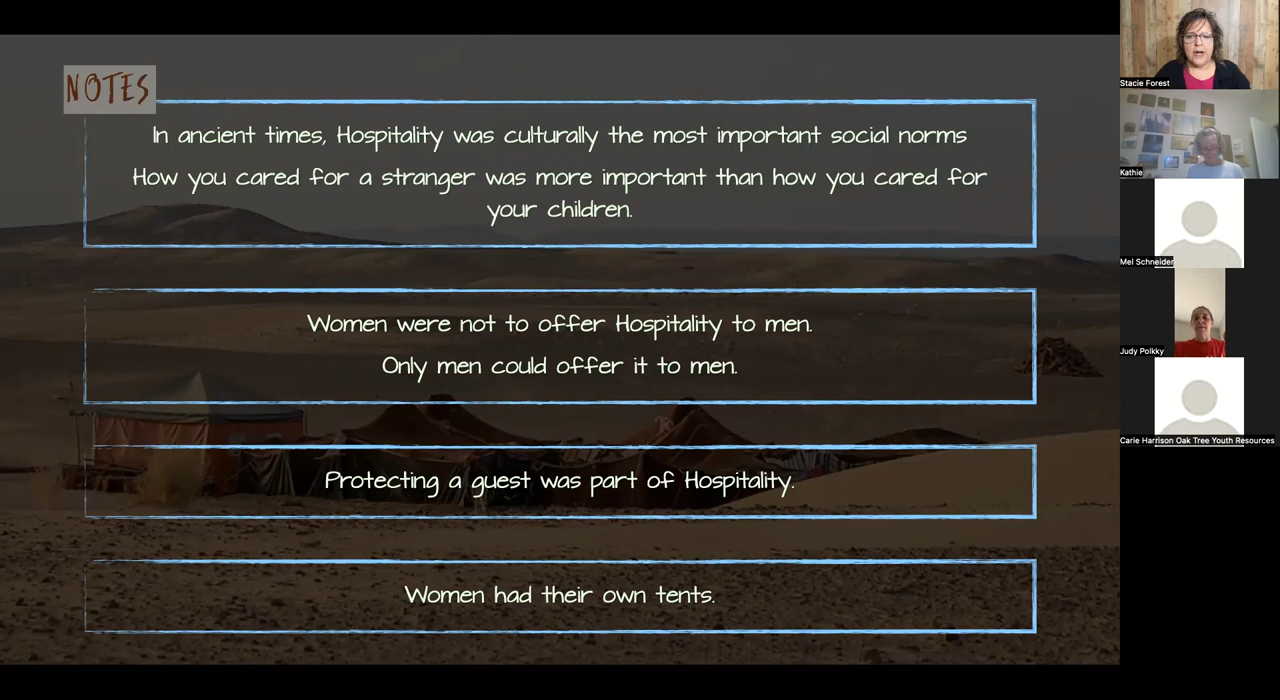 NOTES
In ancient times, Hospitality was culturally the most important social norms
How you cared for a stranger was more important than how you cared for
your children.
Women were not to offer Hospitality to men.
Only men could offer it to men.
Protecting a guest was part of Hospitality.
Women had their own tents.
Stacie Forest
Kathie
Mel Schneider
Judy Polkky
Carie Harrison Oak Tree Youth Resources